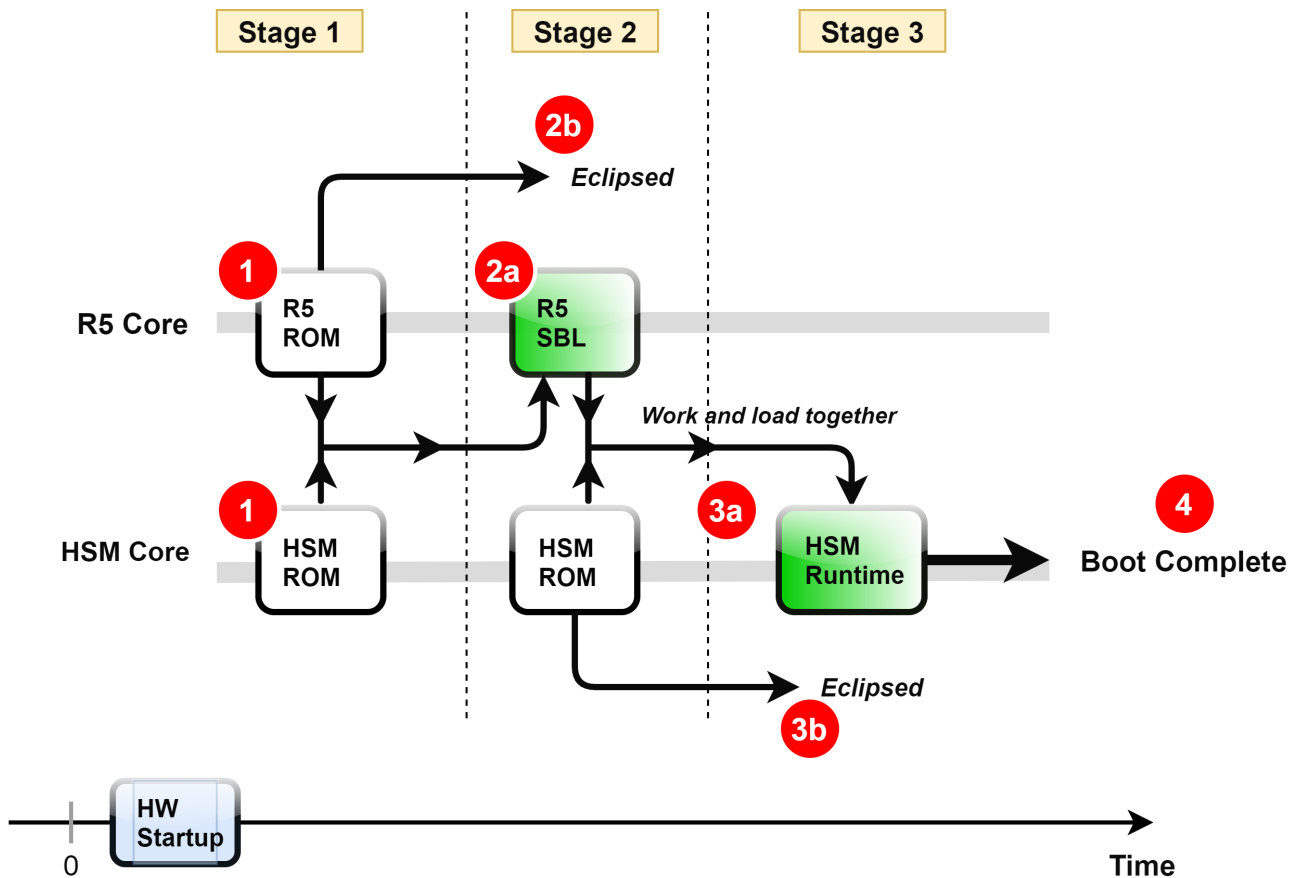 Stage 1
Stage 2
Stage 3
2b
Eclipsed
1
2a
R5 Core
R5
ROM
R5
SBL
Work and load together
1
3a
4
HSM Core
HSM
ROM
HSM
ROM
HSM
Runtime
Boot Complete
Eclipsed
3b
HW
Startup
0
Time